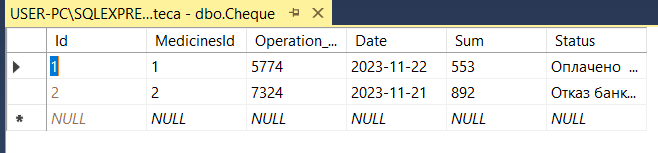 USER-PC\SQLEXPRE...teca - dbo.Cheque
Id MedicinesId Operation_... Date Sum Status
1 1 5774 2023-11-22 553 Оплачено ...
2 2 7324 2023-11-21 892 Отказ банк...
NULL NULL NULL NULL NULL NULL